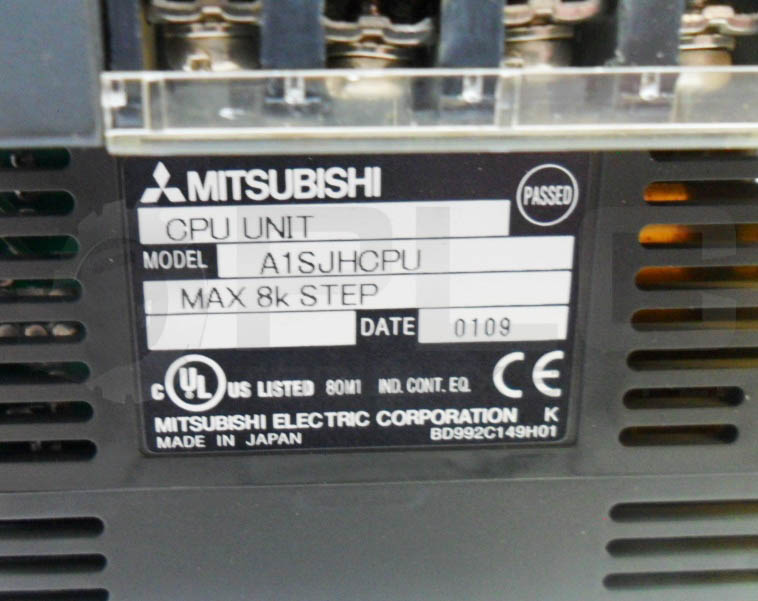 MITSUBISHI
PASSED
CPU UNIT
MODEL A1SJHCPU
MAX 8k STEP
DATE 0109
C UL US LISTED 80M1 IND. CONT. EQ. CE
MITSUBISHI ELECTRIC CORPORATION K
MADE IN JAPAN BD992C149H01
PLC